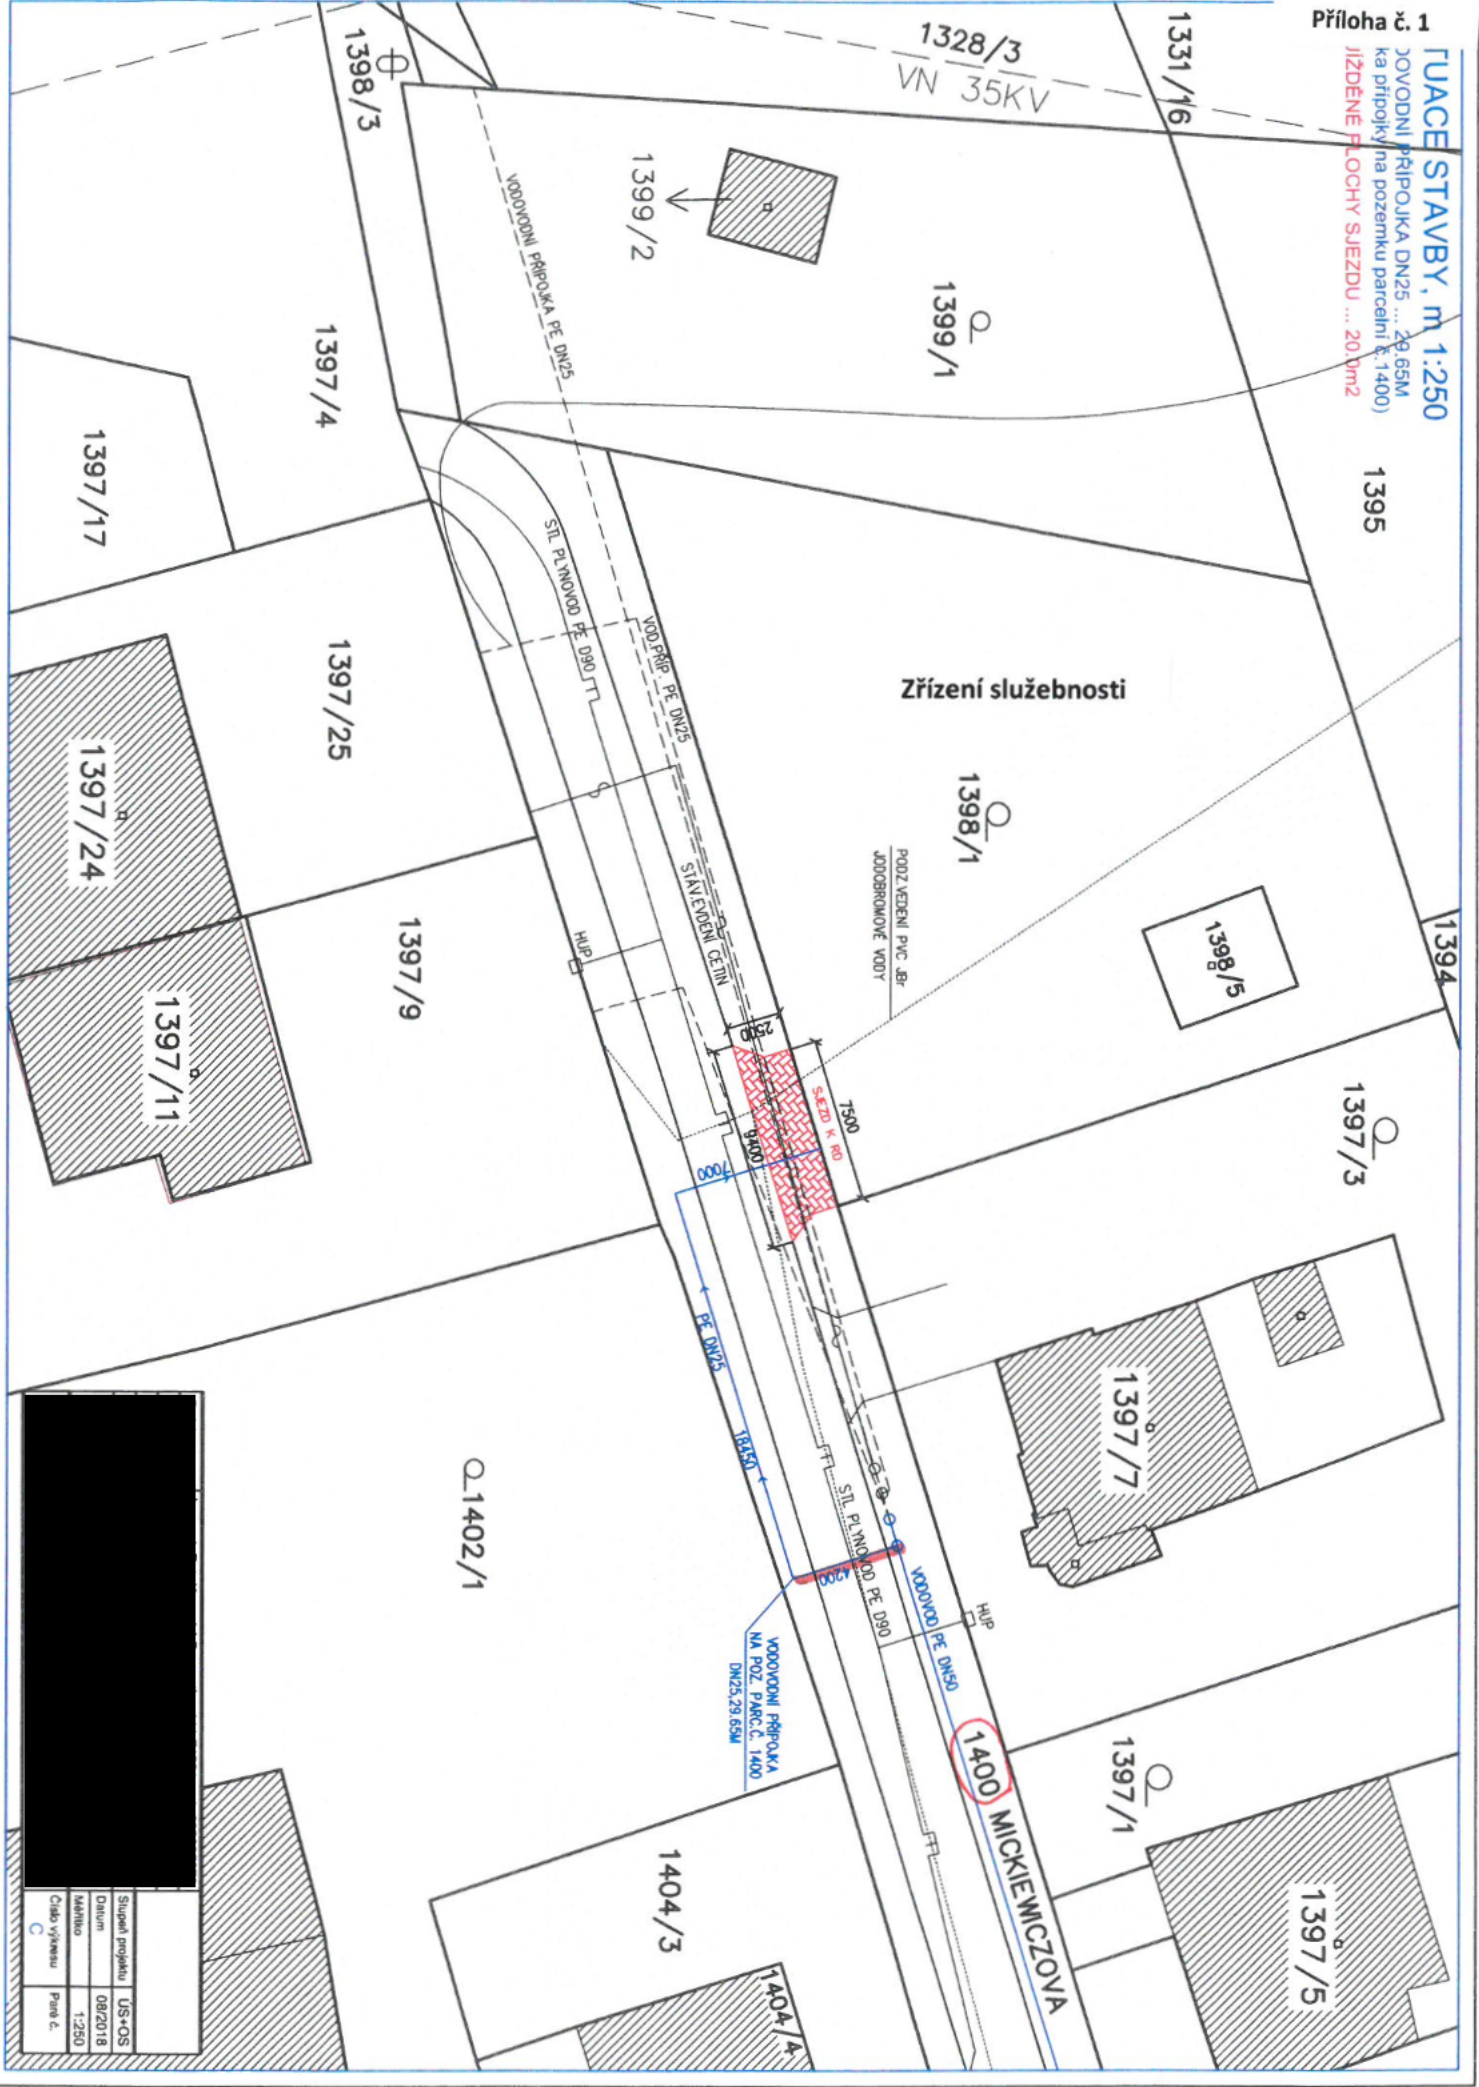 Příloha č. 1
TUACE STAVBY, m 1:250
DOVODNÍ PŘÍPOJKA DN25 ... 29.65M
ka přípojky na pozemku parcelní č.1400)
JÍŽDĚNÉ PLOCHY SJEZDU ... 20.0m2
1328/3
VN 35KV
1331/16
1398/3
1399/2
1399/1
VODOVODNÍ PŘÍPOJKA PE DN25
1397/4
1397/17
1395
STL PLYNOVOD PE D90
VOD.PŘÍP. PE DN25
Zřízení služebnosti
1397/25
1397/24
1398/1
PODZ.VEDENÍ PVC JBr
JODOBROMOVÉ VODY
STÁV.EVDENÍ CETIN
1398/5
1394
HUP
1397/9
1397/11
2500
7500
SJEZD K RD
9400
7000
1397/3
PE DN25
18450
1397/7
1402/1
STL PLYNOVOD PE D90
4200
VODOVOD PE DN50
HUP
VODOVODNÍ PŘÍPOJKA
NA POZ. PARC.Č. 1400
DN25,29.65M
1400 MICKIEWICZOVA
1397/1
1397/5
1404/3
1404/4
Stupeň projektu ÚS+OS
Datum 08/2018
Měřítko 1:250
Číslo výkresu Paré č.
C